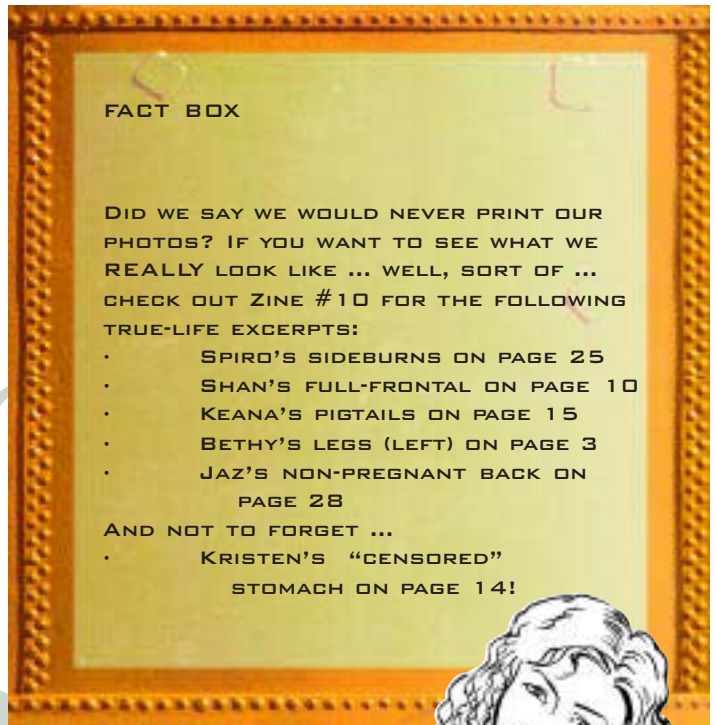 FACT BOX
DID WE SAY WE WOULD NEVER PRINT OUR
PHOTOS? IF YOU WANT TO SEE WHAT WE
REALLY LOOK LIKE ... WELL, SORT OF ...
CHECK OUT ZINE #10 FOR THE FOLLOWING
TRUE-LIFE EXCERPTS:
· SPIRO'S SIDEBURNS ON PAGE 25
· SHAN'S FULL-FRONTAL ON PAGE 10
· KEANA'S PIGTAILS ON PAGE 15
· BETHY'S LEGS (LEFT) ON PAGE 3
· JAZ'S NON-PREGNANT BACK ON
PAGE 28
AND NOT TO FORGET ...
· KRISTEN'S “CENSORED”
STOMACH ON PAGE 14!